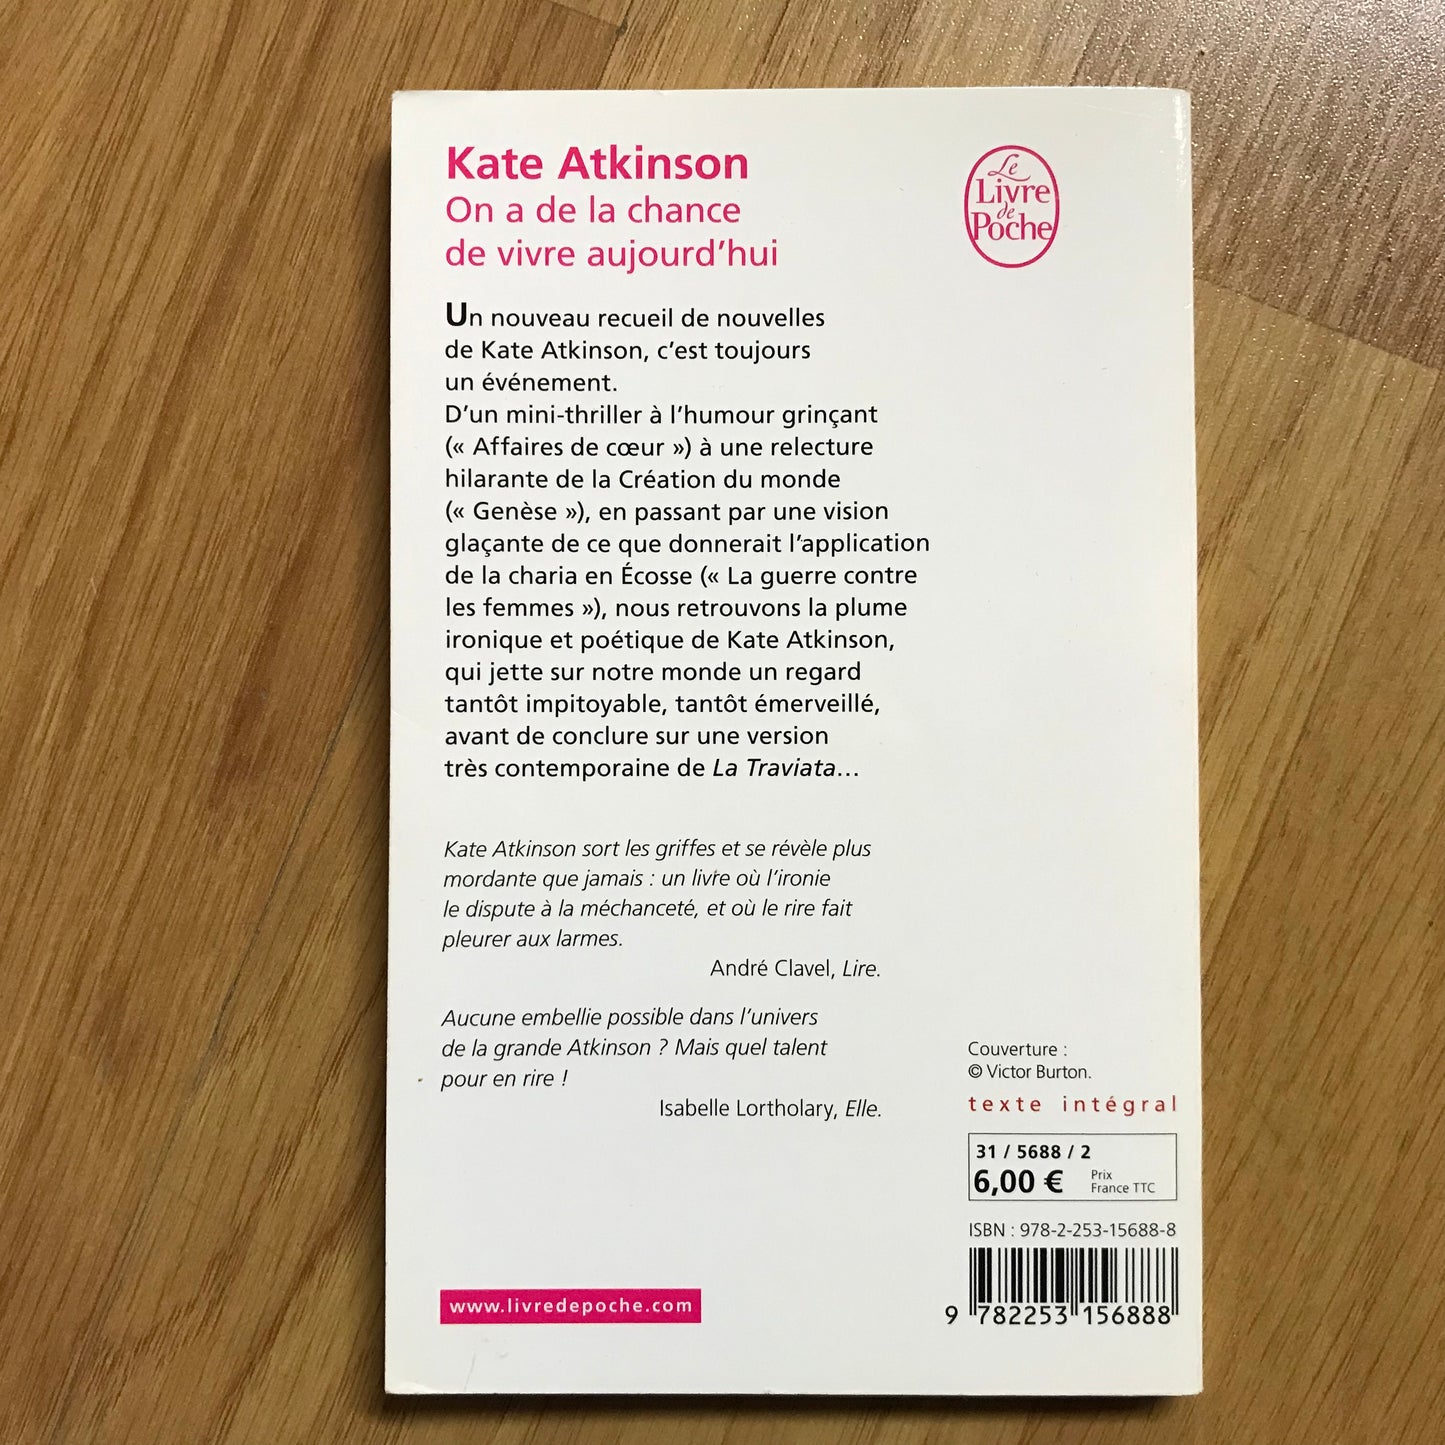 Kate Atkinson
On a de la chance
de vivre aujourd'hui
Le
Livre
de
Poche
Un nouveau recueil de nouvelles
de Kate Atkinson, c'est toujours
un événement.
D'un mini-thriller à l'humour grinçant
(« Affaires de cœur ») à une relecture
hilarante de la Création du monde
(« Genèse »), en passant par une vision
glaçante de ce que donnerait l'application
de la charia en Écosse (« La guerre contre
les femmes »), nous retrouvons la plume
ironique et poétique de Kate Atkinson,
qui jette sur notre monde un regard
tantôt impitoyable, tantôt émerveillé,
avant de conclure sur une version
très contemporaine de La Traviata…
Kate Atkinson sort les griffes et se révèle plus
mordante que jamais : un livre où l'ironie
le dispute à la méchanceté, et où le rire fait
pleurer aux larmes.
André Clavel, Lire.
Aucune embellie possible dans l'univers
de la grande Atkinson ? Mais quel talent
pour en rire !
Isabelle Lortholary, Elle.
Couverture :
© Victor Burton.
texte intégral
31 / 5688 / 2
6,00 € Prix
France TTC
ISBN : 978-2-253-15688-8
9 782253 156888
www.livredepoche.com